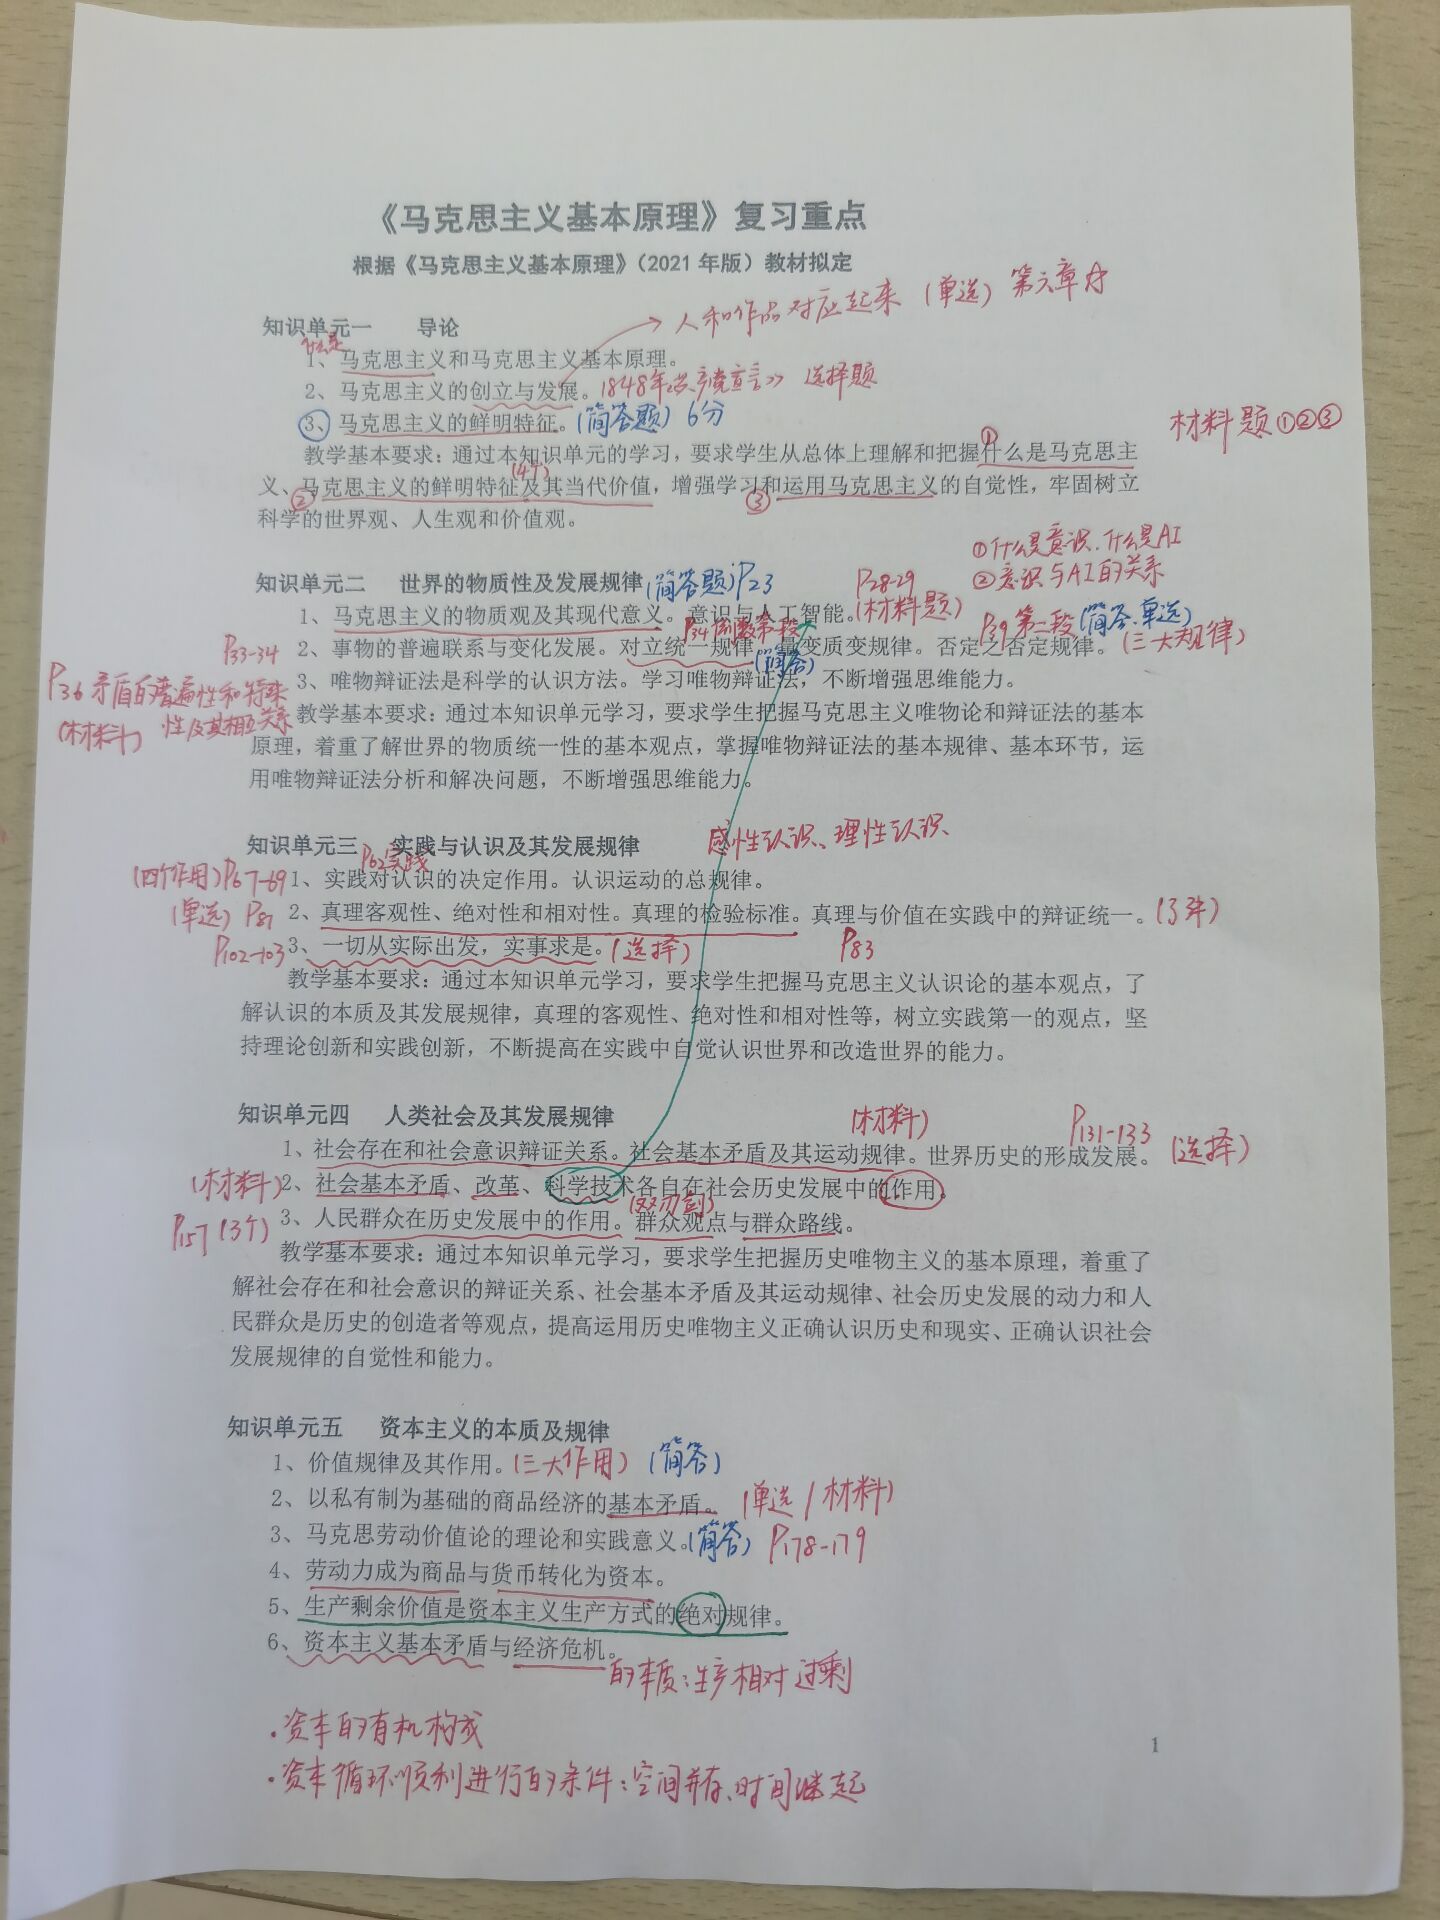 《马克思主义基本原理》复习重点
根据《马克思主义基本原理》（2021 年版）教材拟定
人和作品对应起来（单选）第六章
知识单元一 导论
什么是
1、马克思主义和马克思主义基本原理。
2、马克思主义的创立与发展。1848年《共产党宣言》选择题
3、马克思主义的鲜明特征。（简答题）6分
材料题①②③
①
教学基本要求：通过本知识单元的学习，要求学生从总体上理解和把握什么是马克思主
(4个)
义、马克思主义的鲜明特征及其当代价值，增强学习和运用马克思主义的自觉性，牢固树立
② ③
科学的世界观、人生观和价值观。
①什么是意识.什么是AI
②意识与AI的关系
知识单元二 世界的物质性及发展规律（简答题）P23
P28-29
1、马克思主义的物质观及其现代意义。意识与人工智能。（材料题）
P39第二段（简答.单选）
P34
P33-34
2、事物的普遍联系与变化发展。对立统一规律。量变质变规律。否定之否定规律。（三大规律）
（简答）
3、唯物辩证法是科学的认识方法。学习唯物辩证法，不断增强思维能力。
P36矛盾的普遍性和特殊
（材料） 性及其相互关系
教学基本要求：通过本知识单元学习，要求学生把握马克思主义唯物论和辩证法的基本
原理，着重了解世界的物质统一性的基本观点，掌握唯物辩证法的基本规律、基本环节，运
用唯物辩证法分析和解决问题，不断增强思维能力。
感性认识、理性认识
知识单元三 实践与认识及其发展规律
P62实践
（四个作用）P67-69 1、实践对认识的决定作用。认识运动的总规律。
（单选）P81 2、真理客观性、绝对性和相对性。真理的检验标准。真理与价值在实践中的辩证统一。
P102-103 3、一切从实际出发，实事求是。（选择） P83
教学基本要求：通过本知识单元学习，要求学生把握马克思主义认识论的基本观点，了
解认识的本质及其发展规律，真理的客观性、绝对性和相对性等，树立实践第一的观点，坚
持理论创新和实践创新，不断提高在实践中自觉认识世界和改造世界的能力。
知识单元四 人类社会及其发展规律
（材料） P131-133
1、社会存在和社会意识辩证关系。社会基本矛盾及其运动规律。世界历史的形成发展。（选择）
（材料）2、社会基本矛盾、改革、科学技术各自在社会历史发展中的作用。
（双刃剑）
P157（3个） 3、人民群众在历史发展中的作用。群众观点与群众路线。
教学基本要求：通过本知识单元学习，要求学生把握历史唯物主义的基本原理，着重了
解社会存在和社会意识的辩证关系、社会基本矛盾及其运动规律、社会历史发展的动力和人
民群众是历史的创造者等观点，提高运用历史唯物主义正确认识历史和现实、正确认识社会
发展规律的自觉性和能力。
知识单元五 资本主义的本质及规律
1、价值规律及其作用。（三大作用）（简答）
2、以私有制为基础的商品经济的基本矛盾。（单选/材料）
3、马克思劳动价值论的理论和实践意义。（简答）P178-179
4、劳动力成为商品与货币转化为资本。
5、生产剩余价值是资本主义生产方式的绝对规律。
6、资本主义基本矛盾与经济危机。
的本质：生产相对过剩
·资本的有机构成
·资本循环顺利进行的条件：空间并存、时间继起
1